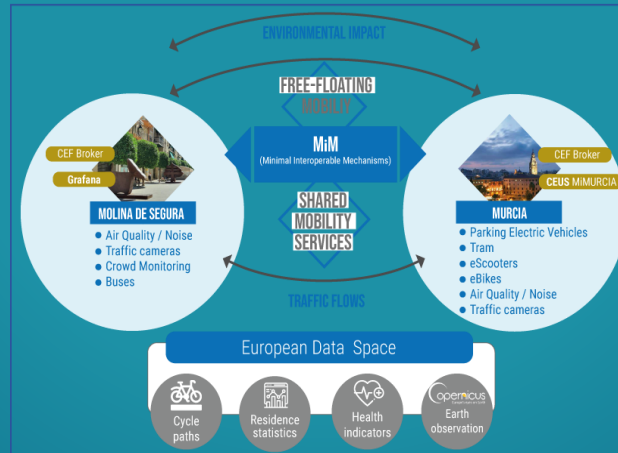 ENVIRONMENTAL IMPACT
FREE-FLOATING
MOBILIY
MiM
(Minimal Interoperable Mechanisms)
SHARED
MOBILITY
SERVICES
TRAFFIC FLOWS
CEF Broker
Grafana
MOLINA DE SEGURA
Air Quality / Noise
Traffic cameras
Crowd Monitoring
Buses
CEF Broker
CEUS MiMURCIA
MURCIA
Parking Electric Vehicles
Tram
eScooters
eBikes
Air Quality / Noise
Traffic cameras
European Data Space
Cycle
paths
Residence
statistics
Health
indicators
Copernicus
Earth
observation